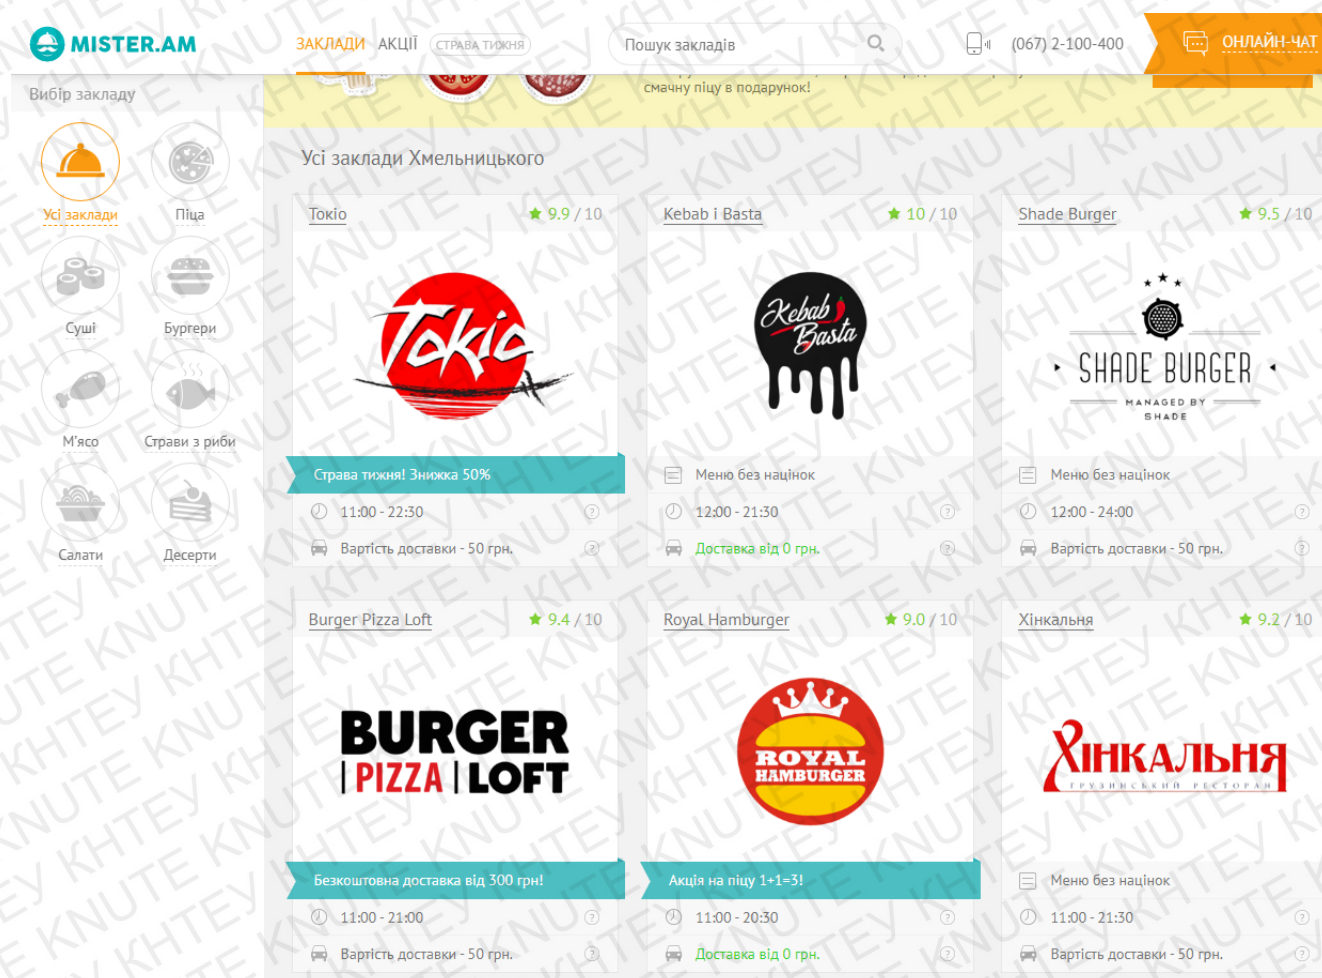 MISTER.AM
ЗАКЛАДИ АКЦІЇ СТРАВА ТИЖНЯ
Пошук закладів
(067) 2-100-400
ОНЛАЙН-ЧАТ
Вибір закладу
смачну піцу в подарунок!
Усі заклади
Піца
Суші
Бургери
М'ясо
Страви з риби
Салати
Десерти
Усі заклади Хмельницького
Токіо 9.9 / 10
Tokio
Страва тижня! Знижка 50%
11:00 - 22:30
Вартість доставки - 50 грн.
Kebab i Basta 10 / 10
Kebab
Basta
Меню без націнок
12:00 - 21:30
Доставка від 0 грн.
Shade Burger 9.5 / 10
SHADE BURGER
MANAGED BY
SHADE
Меню без націнок
12:00 - 24:00
Вартість доставки - 50 грн.
Burger Pizza Loft 9.4 / 10
BURGER
PIZZA LOFT
Безкоштовна доставка від 300 грн!
11:00 - 21:00
Вартість доставки - 50 грн.
Royal Hamburger 9.0 / 10
ROYAL
HAMBURGER
Акція на піцу 1+1=3!
11:00 - 20:30
Доставка від 0 грн.
Хінкальня 9.2 / 10
ХІНКАЛЬНЯ
ГРУЗИНСЬКИЙ РЕСТОРАН
Меню без націнок
11:00 - 21:30
Вартість доставки - 50 грн.